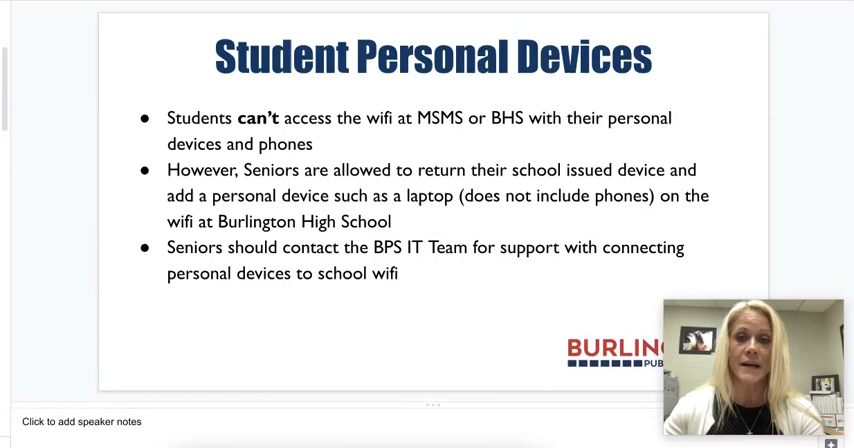 Student Personal Devices
● Students can't access the wifi at MSMS or BHS with their personal
devices and phones
● However, Seniors are allowed to return their school issued device and
add a personal device such as a laptop (does not include phones) on the
wifi at Burlington High School
● Seniors should contact the BPS IT Team for support with connecting
personal devices to school wifi
BURLIN
PUB
Click to add speaker notes